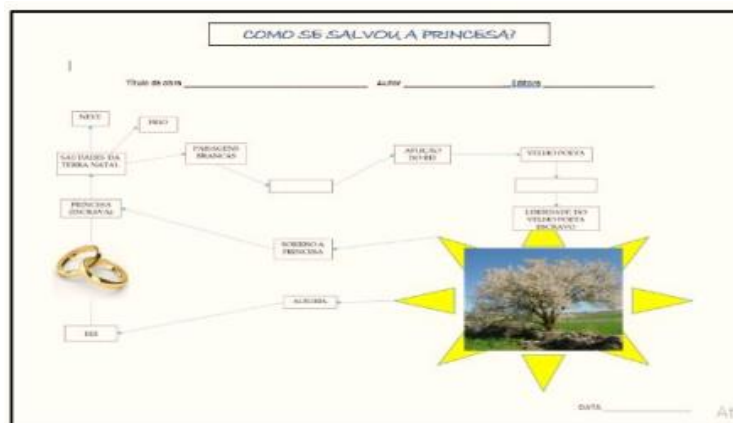 COMO SE SALVOU A PRINCESA?
Título da obra Autor Editora
NEVE
FRIO
SAUDADES DA
TERRA NATAL
PAISAGENS
BRANCAS
AFLIÇÃO
DO REI
VELHO POETA
PRINCESA
(ESCRAVA)
LIBERDADE DO
VELHO POETA
SORRISO A
PRINCESA
ALEGRIA
REI
DATA